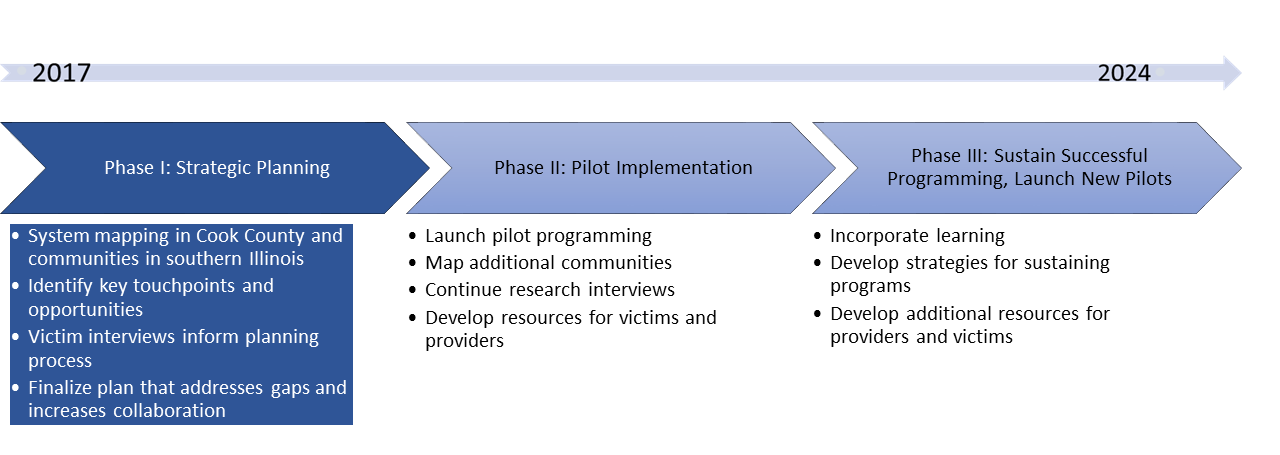 2017
2024
Phase I: Strategic Planning
Phase II: Pilot Implementation
Phase III: Sustain Successful
Programming, Launch New Pilots
• System mapping in Cook County and
communities in southern Illinois
• Identify key touchpoints and
opportunities
• Victim interviews inform planning
process
• Finalize plan that addresses gaps and
increases collaboration
• Launch pilot programming
• Map additional communities
• Continue research interviews
• Develop resources for victims and
providers
• Incorporate learning
• Develop strategies for sustaining
programs
• Develop additional resources for
providers and victims